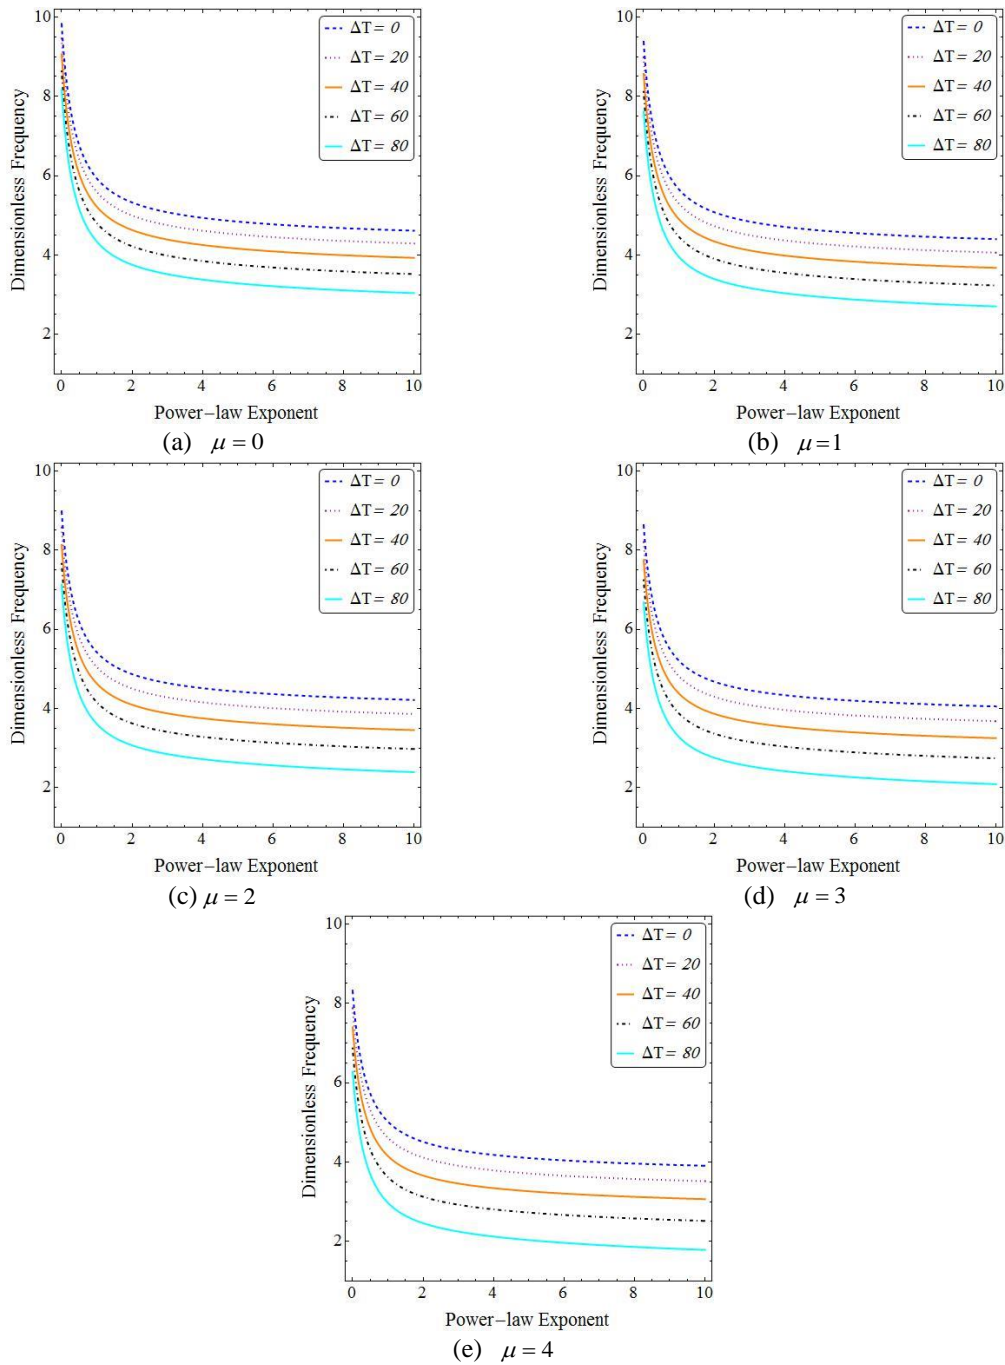 10
8
6
4
2
0 2 4 6 8 10
Dimensionless Frequency
Power-law Exponent
ΔT = 0
ΔT = 20
ΔT = 40
ΔT = 60
ΔT = 80
(a) μ = 0
10
8
6
4
2
0 2 4 6 8 10
Dimensionless Frequency
Power-law Exponent
ΔT = 0
ΔT = 20
ΔT = 40
ΔT = 60
ΔT = 80
(b) μ = 1
10
8
6
4
2
0 2 4 6 8 10
Dimensionless Frequency
Power-law Exponent
ΔT = 0
ΔT = 20
ΔT = 40
ΔT = 60
ΔT = 80
(c) μ = 2
10
8
6
4
2
0 2 4 6 8 10
Dimensionless Frequency
Power-law Exponent
ΔT = 0
ΔT = 20
ΔT = 40
ΔT = 60
ΔT = 80
(d) μ = 3
10
8
6
4
2
0 2 4 6 8 10
Dimensionless Frequency
Power-law Exponent
ΔT = 0
ΔT = 20
ΔT = 40
ΔT = 60
ΔT = 80
(e) μ = 4